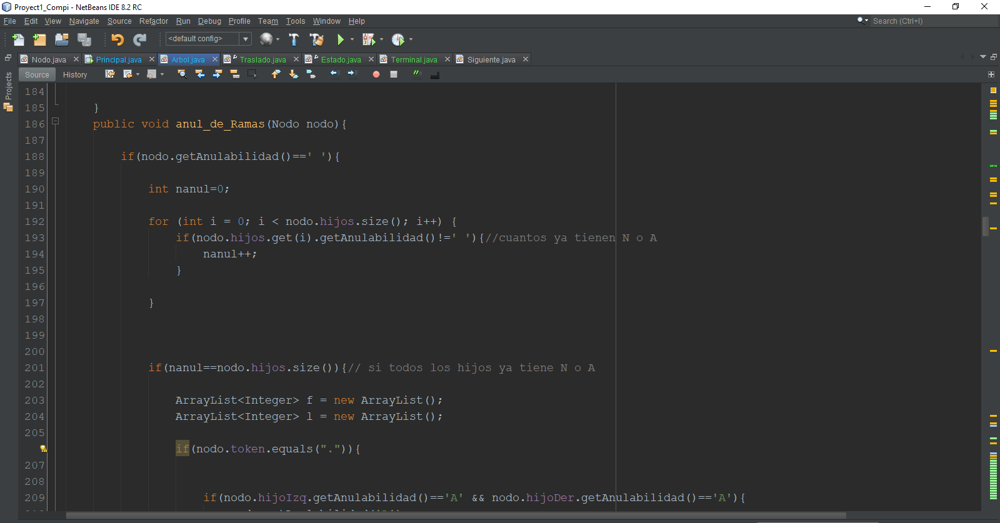 Proyect1_Compi - NetBeans IDE 8.2 RC
File Edit View Navigate Source Refactor Run Debug Profile Team Tools Window Help
Search (Ctrl+I)
<default config>
Nodo.java Principal.java Arbol.java Traslado.java Estado.java Terminal.java Siguiente.java
Source History
Projects
184
185 }
186 public void anul_de_Ramas(Nodo nodo){
187
188 if(nodo.getAnulabilidad()==' '){
189
190 int nanul=0;
191
192 for (int i = 0; i < nodo.hijos.size(); i++) {
193 if(nodo.hijos.get(i).getAnulabilidad()!=' '){//cuantos ya tienen N o A
194 nanul++;
195 }
196
197 }
198
199
200
201 if(nanul==nodo.hijos.size()){// si todos los hijos ya tiene N o A
202
203 ArrayList<Integer> f = new ArrayList();
204 ArrayList<Integer> l = new ArrayList();
205
if(nodo.token.equals(".")){
207
208
209 if(nodo.hijoIzq.getAnulabilidad()=='A' && nodo.hijoDer.getAnulabilidad()=='A'){